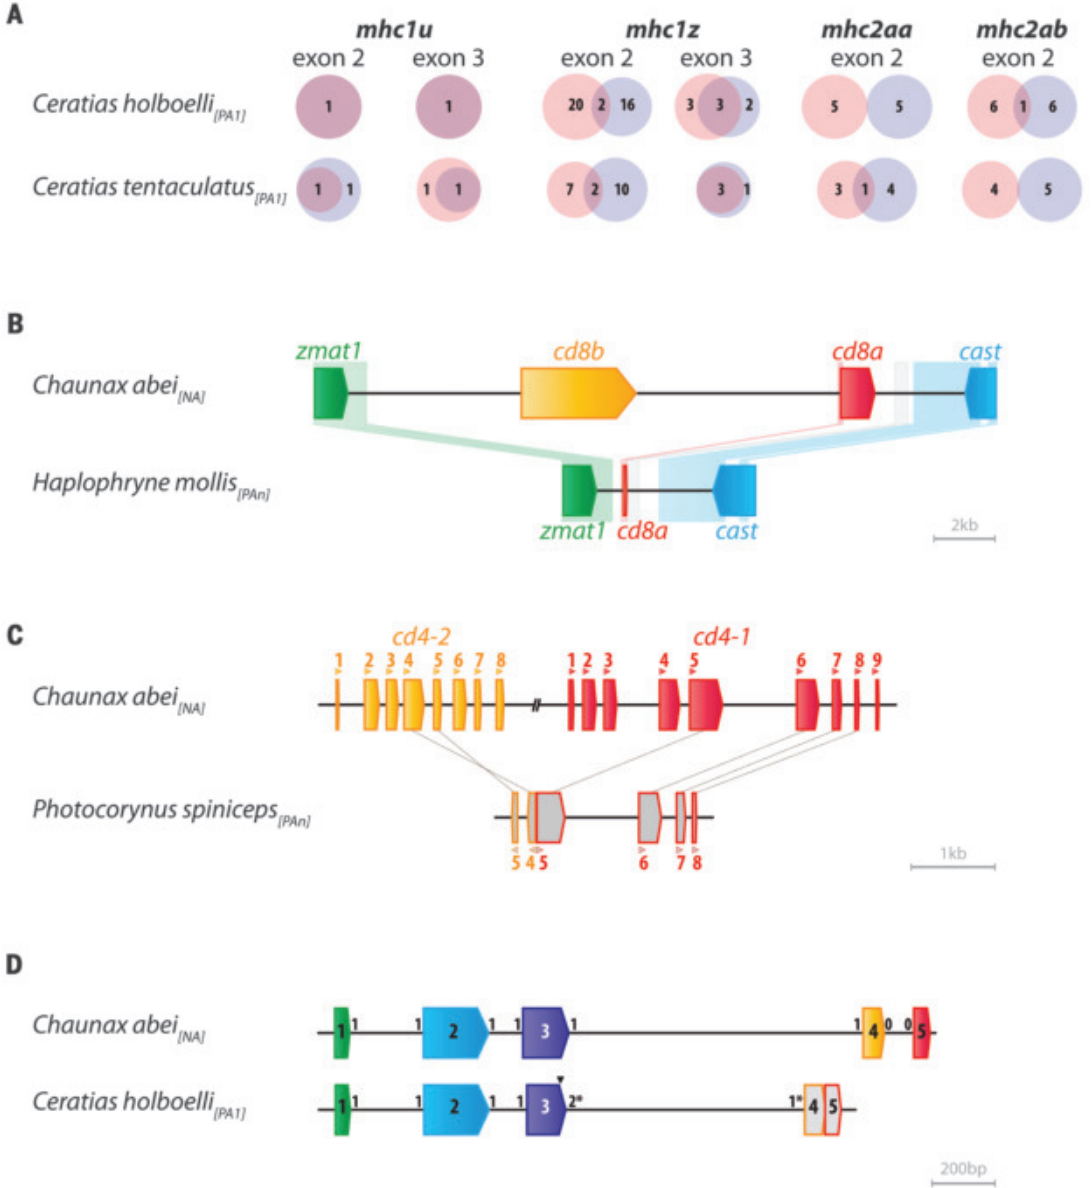 A
mhc1u mhc1z mhc2aa mhc2ab
exon 2 exon 3 exon 2 exon 3 exon 2 exon 2
Ceratias holboelli[PA1] 1 1 20 2 16 3 3 2 5 5 6 1 6
Ceratias tentaculatus[PA1] 1 1 1 1 7 2 10 3 1 3 1 4 4 5
B
zmat1 cd8b cd8a cast
Chaunax abei[NA]
Haplophryne mollis[PAn]
zmat1 cd8a cast
2kb
C
cd4-2 cd4-1
1 2 3 4 5 6 7 8 1 2 3 4 5 6 7 8 9
Chaunax abei[NA] //
Photocorynus spiniceps[PAn]
5 4 5 6 7 8
1kb
D
Chaunax abei[NA] 1 1 1 2 1 1 3 1 1 4 0 0 5
Ceratias holboelli[PA1] 1 1 1 2 1 1 3 2* 1* 4 5
200bp